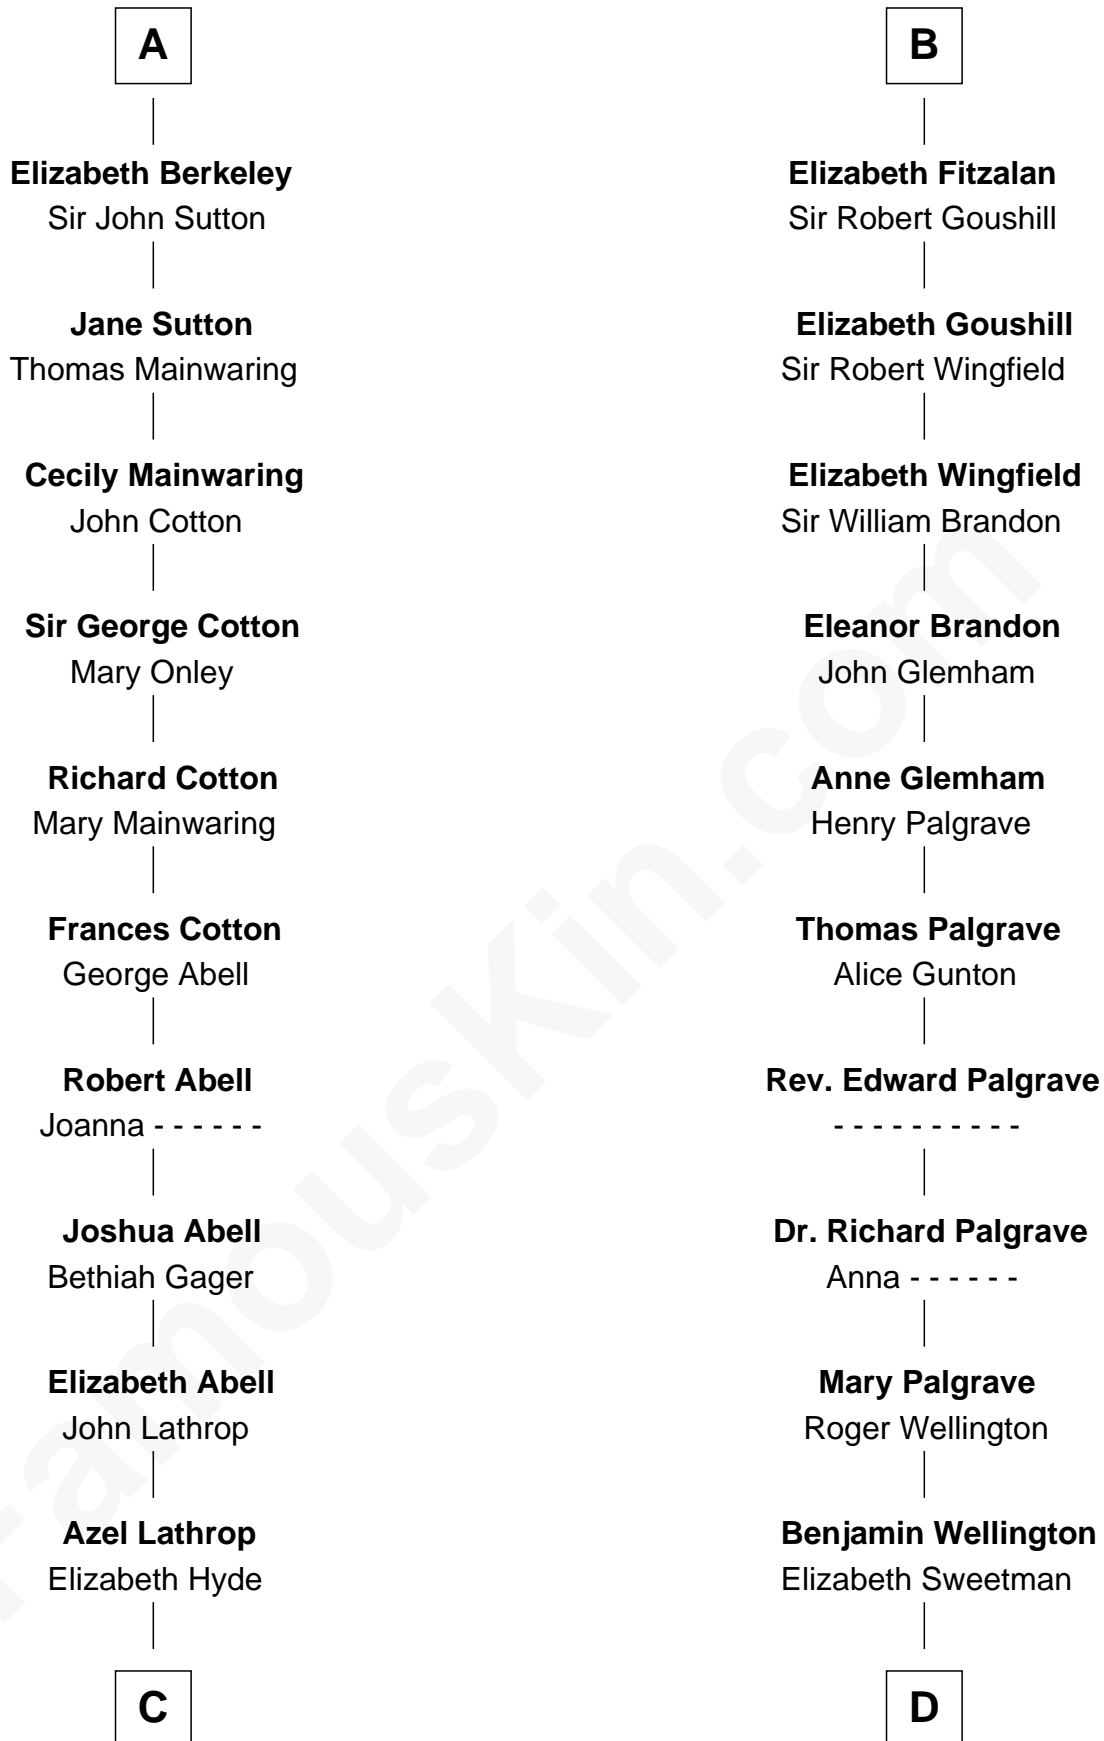 A
Elizabeth Berkeley
Sir John Sutton
Jane Sutton
Thomas Mainwaring
Cecily Mainwaring
John Cotton
Sir George Cotton
Mary Onley
Richard Cotton
Mary Mainwaring
Frances Cotton
George Abell
Robert Abell
Joanna - - - - - -
Joshua Abell
Bethiah Gager
Elizabeth Abell
John Lathrop
Azel Lathrop
Elizabeth Hyde
C
B
Elizabeth Fitzalan
Sir Robert Goushill
Elizabeth Goushill
Sir Robert Wingfield
Elizabeth Wingfield
Sir William Brandon
Eleanor Brandon
John Glemham
Anne Glemham
Henry Palgrave
Thomas Palgrave
Alice Gunton
Rev. Edward Palgrave
- - - - - - - - - -
Dr. Richard Palgrave
Anna - - - - - -
Mary Palgrave
Roger Wellington
Benjamin Wellington
Elizabeth Sweetman
D
FamousKin.com